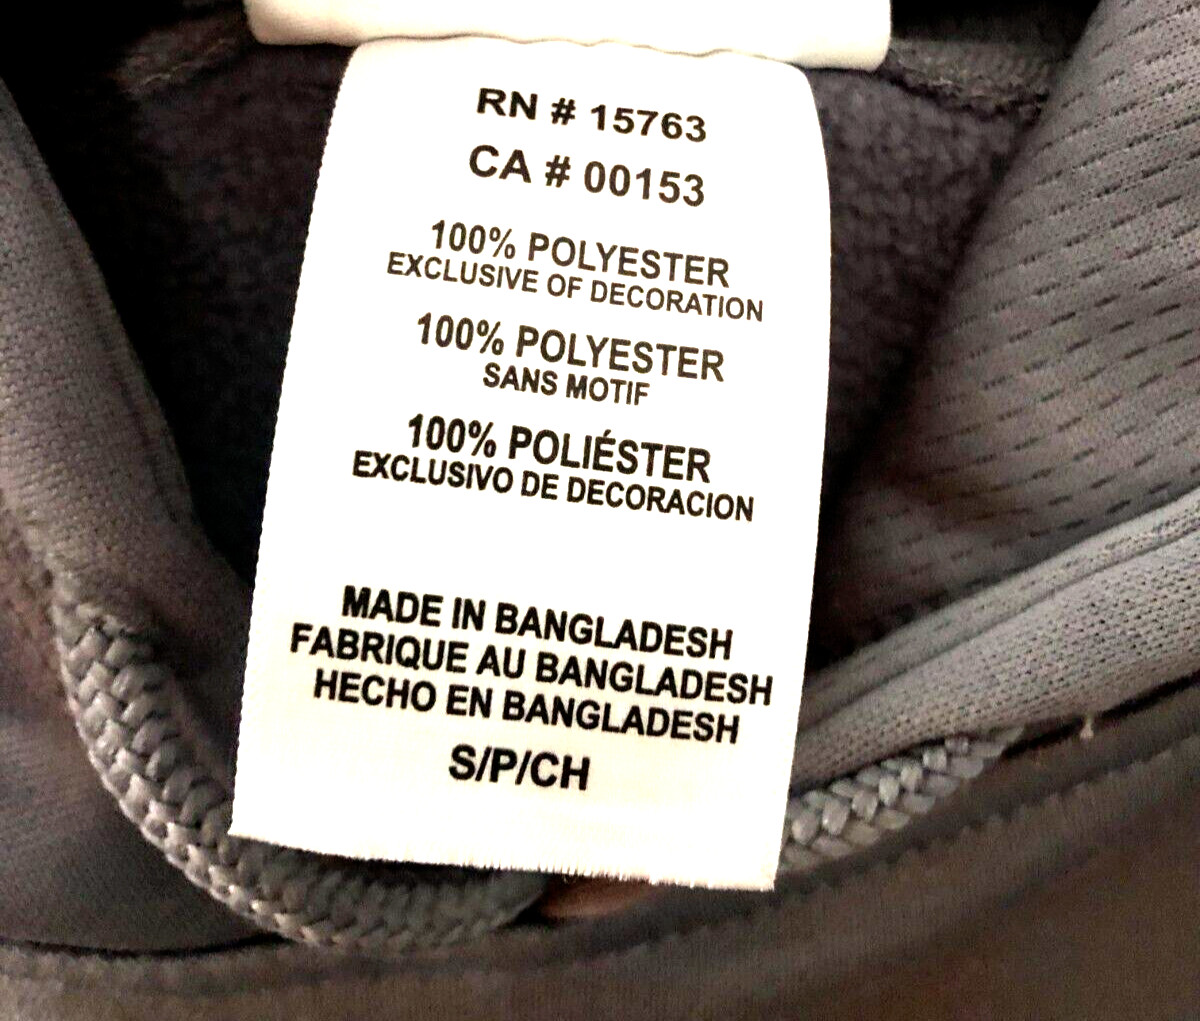 RN # 15763
CA # 00153
100% POLYESTER
EXCLUSIVE OF DECORATION
100% POLYESTER
SANS MOTIF
100% POLIÉSTER
EXCLUSIVO DE DECORACION
MADE IN BANGLADESH
FABRIQUE AU BANGLADESH
HECHO EN BANGLADESH
S/P/CH